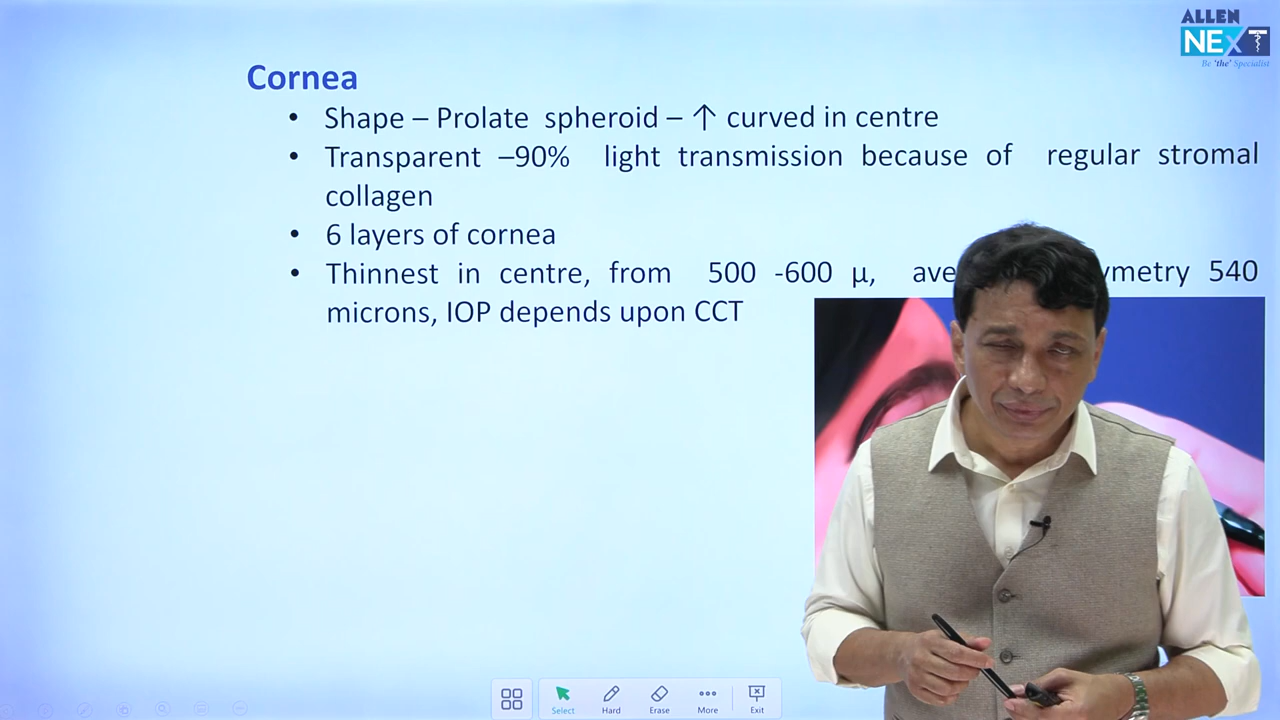 ALLEN
NEXT
Be 'the' Specialist
Cornea
• Shape – Prolate spheroid – ↑ curved in centre
• Transparent –90% light transmission because of regular stromal
collagen
• 6 layers of cornea
• Thinnest in centre, from 500 -600 µ, 540
microns, IOP depends upon CCT
Select
Hard
Erase
More
Exit